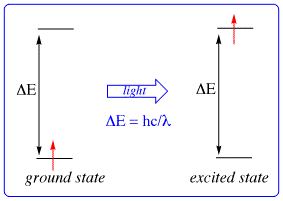 ΔE
light
ΔE
ΔE = hc/λ
ground state
excited state